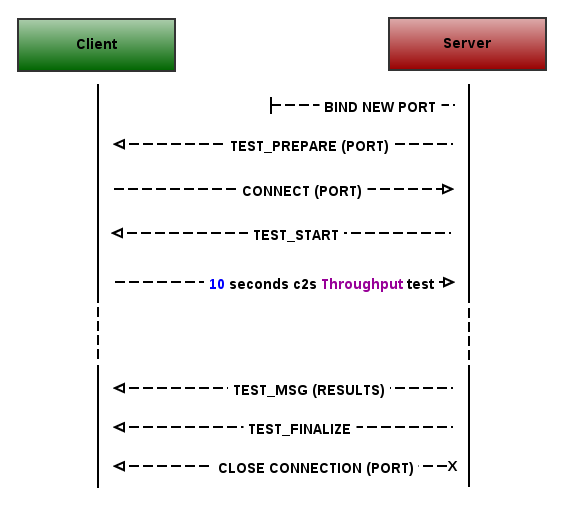 Client
Server
BIND NEW PORT
TEST_PREPARE (PORT)
CONNECT (PORT)
TEST_START
10 seconds c2s Throughput test
TEST_MSG (RESULTS)
TEST_FINALIZE
CLOSE CONNECTION (PORT)
X